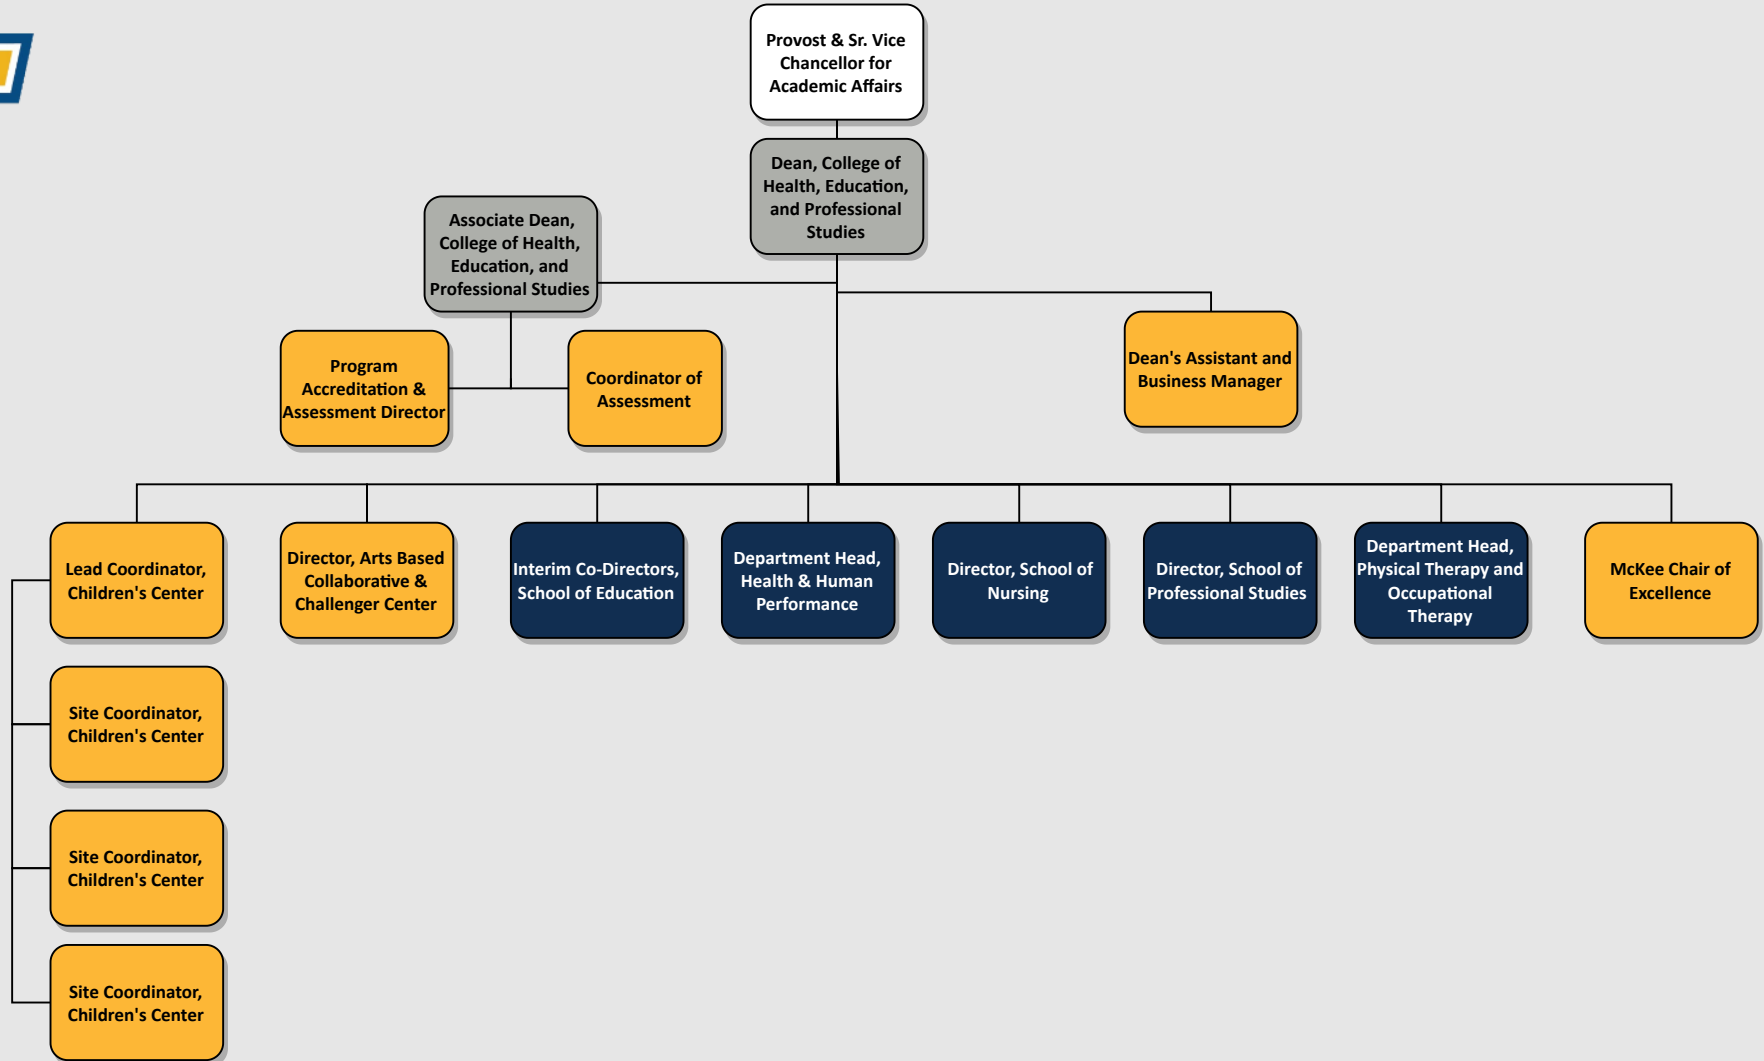 Provost & Sr. Vice
Chancellor for
Academic Affairs
Dean, College of
Health, Education,
and Professional
Studies
Associate Dean,
College of Health,
Education, and
Professional Studies
Program
Accreditation &
Assessment Director
Coordinator of
Assessment
Dean's Assistant and
Business Manager
Lead Coordinator,
Children's Center
Director, Arts Based
Collaborative &
Challenger Center
Interim Co-Directors,
School of Education
Department Head,
Health & Human
Performance
Director, School of
Nursing
Director, School of
Professional Studies
Department Head,
Physical Therapy and
Occupational
Therapy
McKee Chair of
Excellence
Site Coordinator,
Children's Center
Site Coordinator,
Children's Center
Site Coordinator,
Children's Center